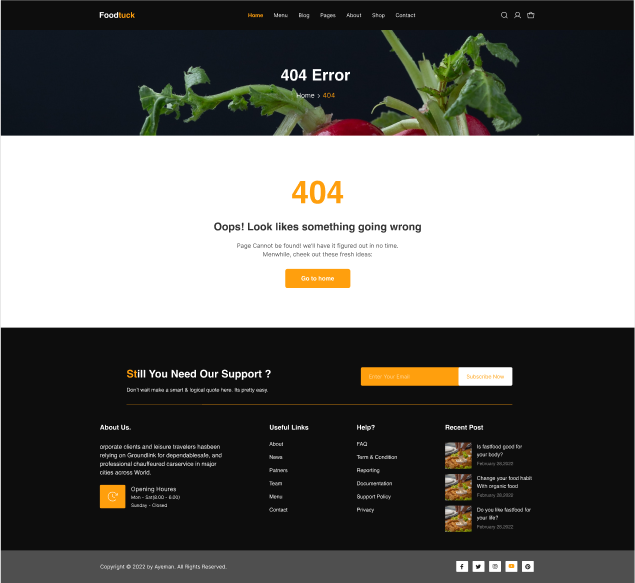 Foodtuck
Home Menu Blog Pages About Shop Contact
404 Error
Home > 404
404
Oops! Look likes something going wrong
Page Cannot be found! we'll have it figured out in no time.
Menwhile, cheek out these fresh ideas:
Go to home
Still You Need Our Support ?
Don't wait make a smart & logical quote here. Its pretty easy.
Enter Your Email
Subscribe Now
About Us.
orporate clients and leisure travelers hasbeen
relying on Groundlink for dependablesafe, and
professional chauffeured carservice in major
cities across World.
Opening Houres
Mon - Sat(8.00 - 6.00)
Sunday - Closed
Useful Links
About
News
Patners
Team
Menu
Contact
Help?
FAQ
Term & Condition
Reporting
Documentation
Support Policy
Privacy
Recent Post
Is fastfood good for
your body?
February 28,2022
Change your food habit
With organic food
February 28,2022
Do you like fastfood for
your life?
February 28,2022
Copyright © 2022 by Ayeman. All Rights Reserved.